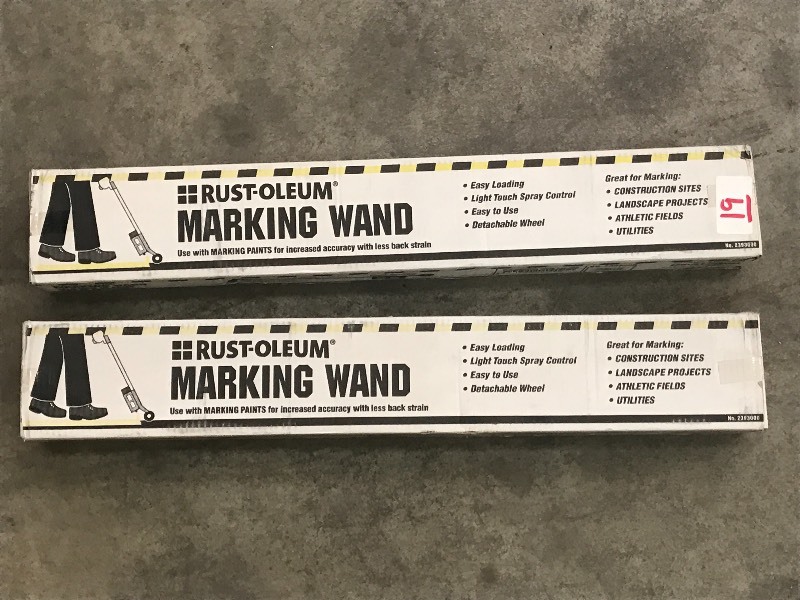 RUST-OLEUM®
MARKING WAND
Use with MARKING PAINTS for increased accuracy with less back strain
• Easy Loading
• Light Touch Spray Control
• Easy to Use
• Detachable Wheel
Great for Marking:
• CONSTRUCTION SITES
• LANDSCAPE PROJECTS
• ATHLETIC FIELDS
• UTILITIES
19
RUST-OLEUM®
MARKING WAND
Use with MARKING PAINTS for increased accuracy with less back strain
• Easy Loading
• Light Touch Spray Control
• Easy to Use
• Detachable Wheel
Great for Marking:
• CONSTRUCTION SITES
• LANDSCAPE PROJECTS
• ATHLETIC FIELDS
• UTILITIES